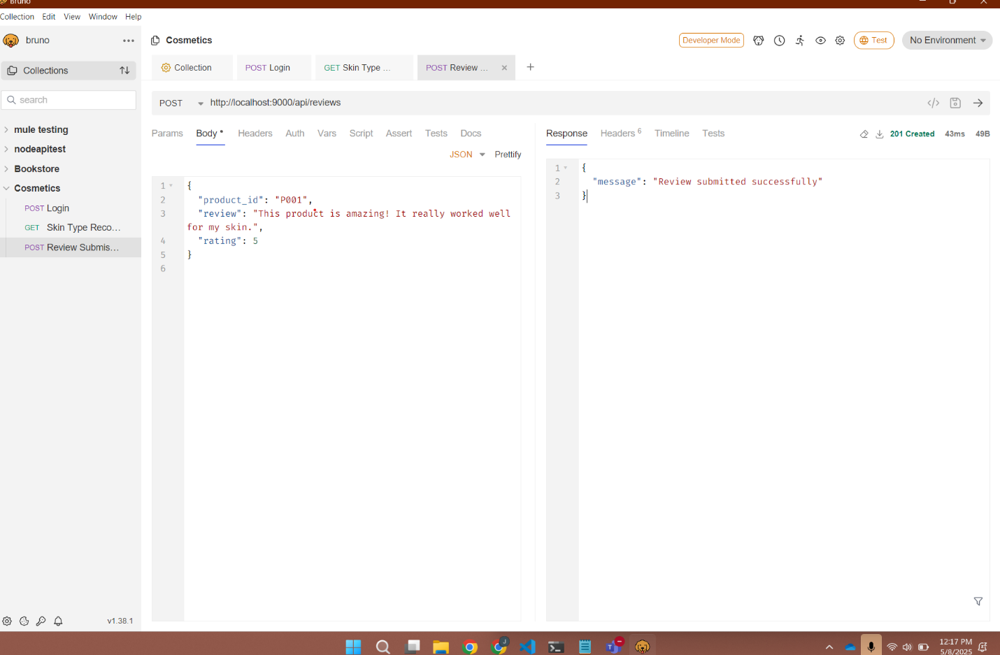 Bruno
Collection Edit View Window Help
bruno
Cosmetics
Developer Mode
Test
No Environment
Collections
Collection
POST Login
GET Skin Type ...
POST Review ...
search
POST
http://localhost:9000/api/reviews
mule testing
nodeapitest
Bookstore
Cosmetics
POST Login
GET Skin Type Reco...
POST Review Submis...
Params Body Headers Auth Vars Script Assert Tests Docs
JSON Prettify
1 {
2 "product_id": "P001",
3 "review": "This product is amazing! It really worked well
for my skin.",
4 "rating": 5
5 }
6
Response Headers 6 Timeline Tests
201 Created 43ms 49B
1 {
2 "message": "Review submitted successfully"
3 }
v1.38.1
J
T
12:17 PM
5/8/2025